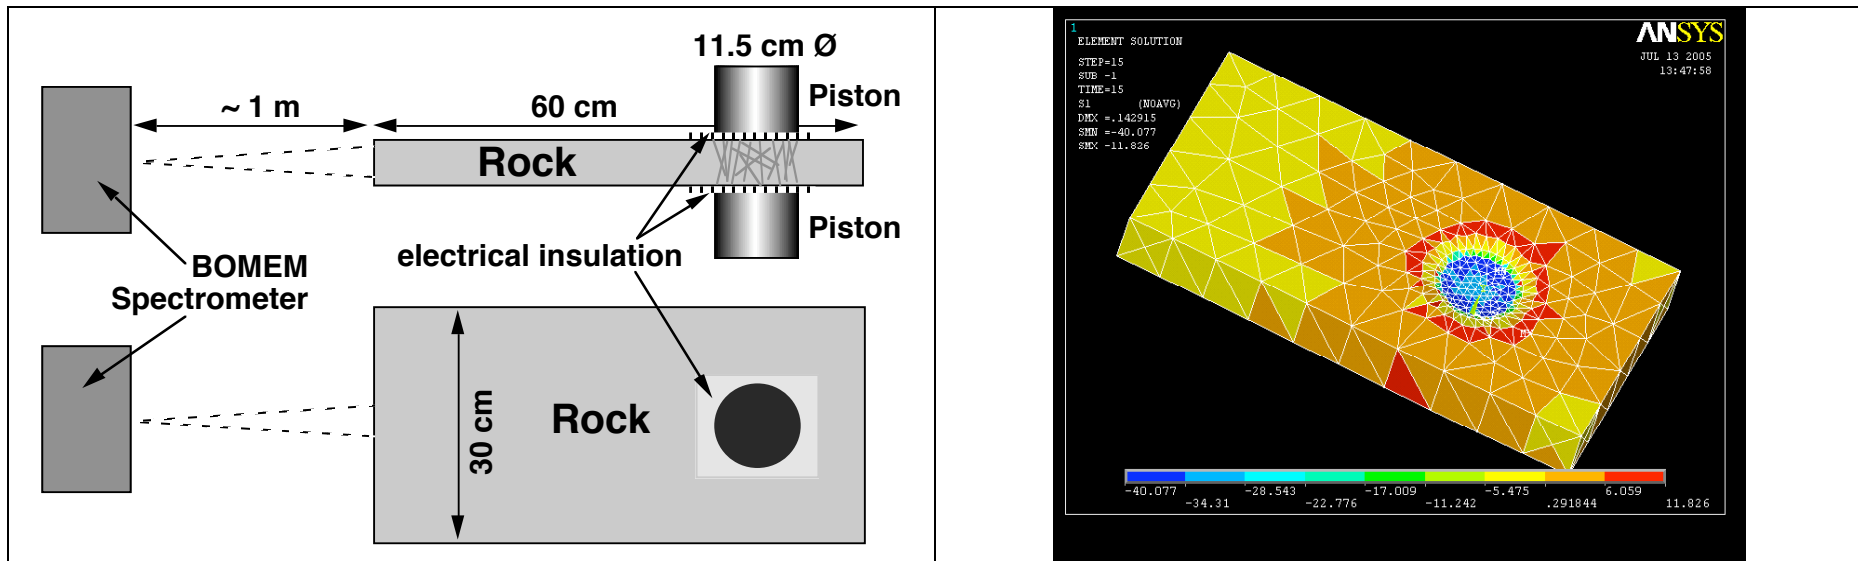 11.5 cm Ø
Piston
~ 1 m
60 cm
Rock
Piston
electrical insulation
BOMEM
Spectrometer
30 cm
Rock
1
ELEMENT SOLUTION
STEP=15
SUB -1
TIME=15
S1 (NOAVG)
DMX =.142915
SMN =-40.077
SMX -11.826
ANSYS
JUL 13 2005
13:47:58
-40.077 -28.543 -17.009 -5.475 6.059
-34.31 -22.776 -11.242 .291844 11.826